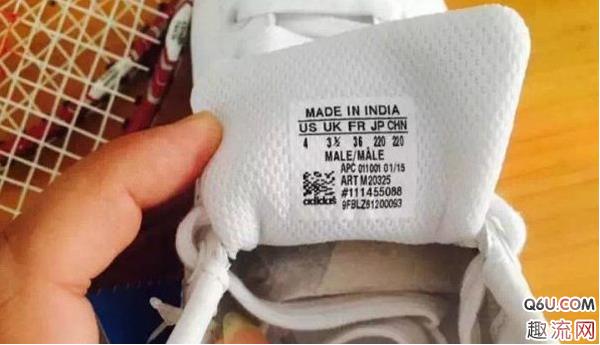 MADE IN INDIA
US UK FR JP CHN
4 3½ 36 220 220
MALE/MÂLE
APC 011001 01/15
ART M20325
#111455088
adidas 9FBLZ61200093
Q6U.COM
趣流网